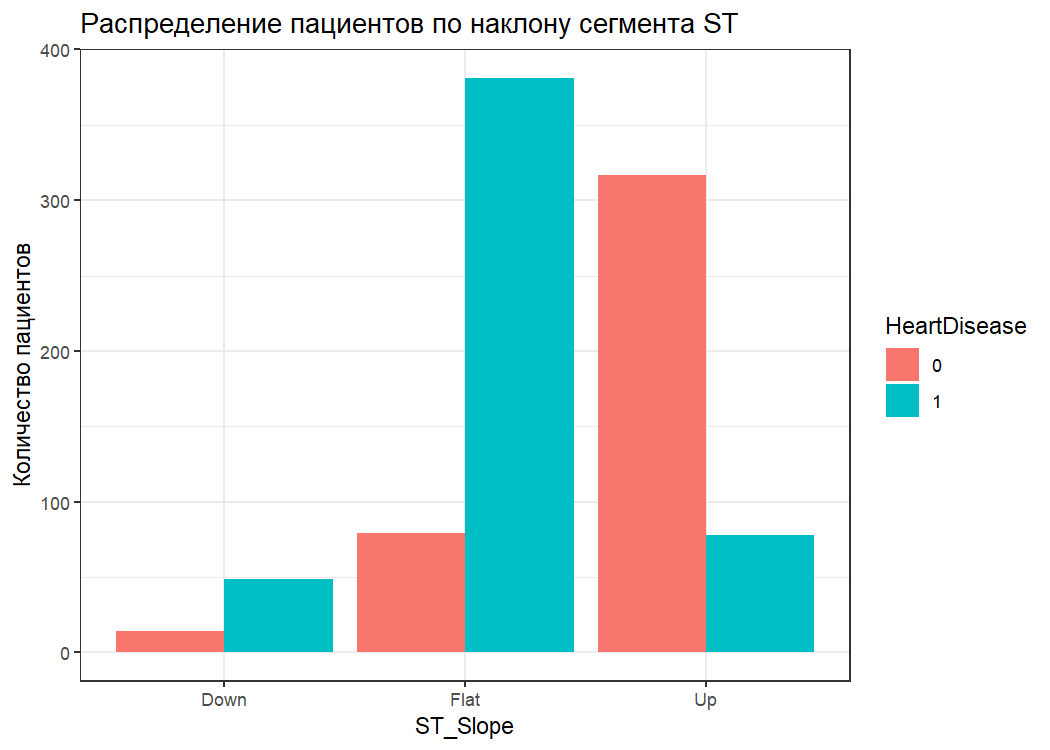 Распределение пациентов по наклону сегмента ST
400
300
200
100
0
Количество пациентов
Down
Flat
Up
ST_Slope
HeartDisease
0
1